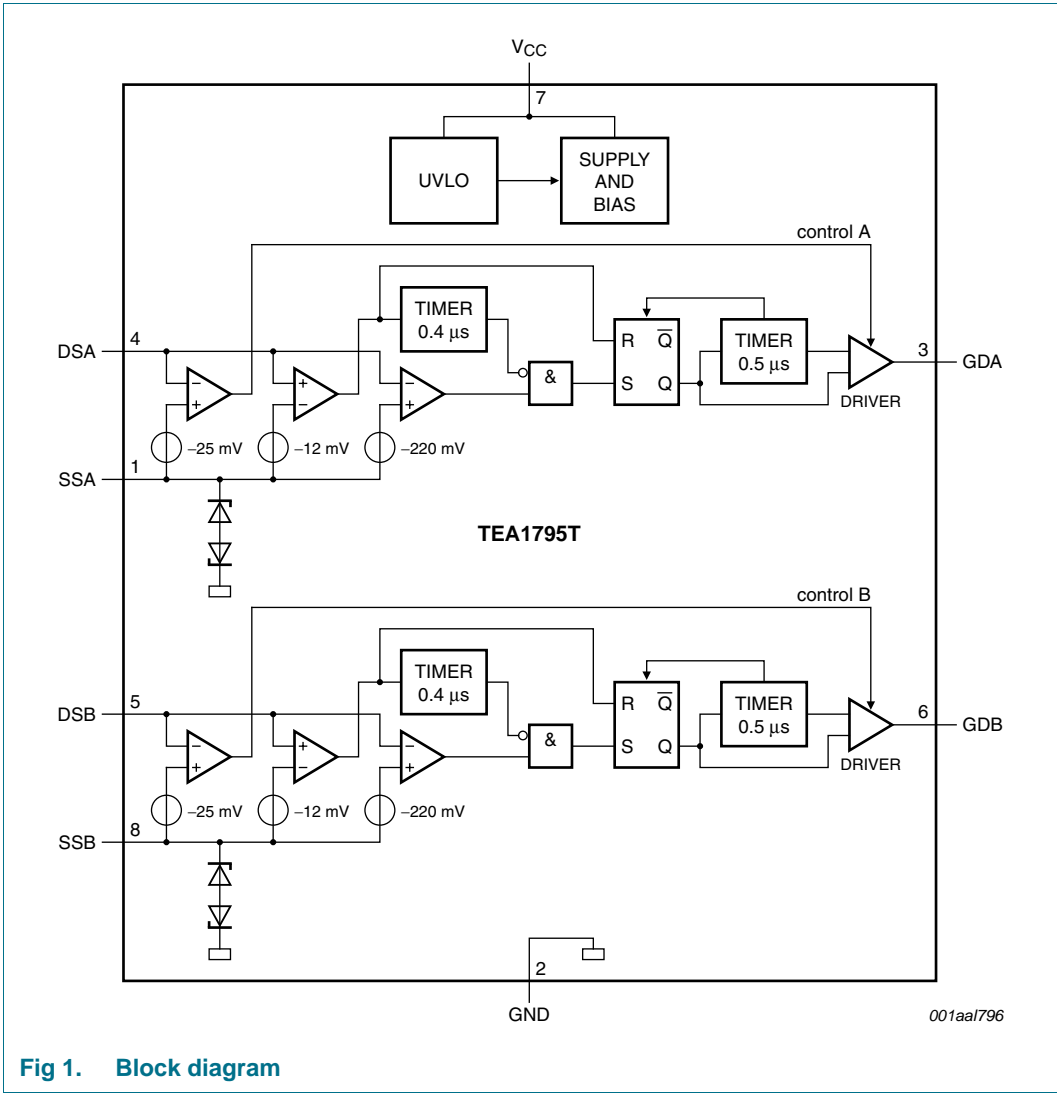 VCC
7
UVLO
SUPPLY
AND
BIAS
control A
TIMER
0.4 μs
R Q̅
S Q
TIMER
0.5 μs
DSA
4
&
3
GDA
DRIVER
− + −
+ − +
−25 mV
−12 mV
−220 mV
SSA
1
TEA1795T
control B
TIMER
0.4 μs
R Q̅
S Q
TIMER
0.5 μs
DSB
5
&
6
GDB
DRIVER
− + −
+ − +
−25 mV
−12 mV
−220 mV
SSB
8
2
GND
001aal796
Fig 1. Block diagram